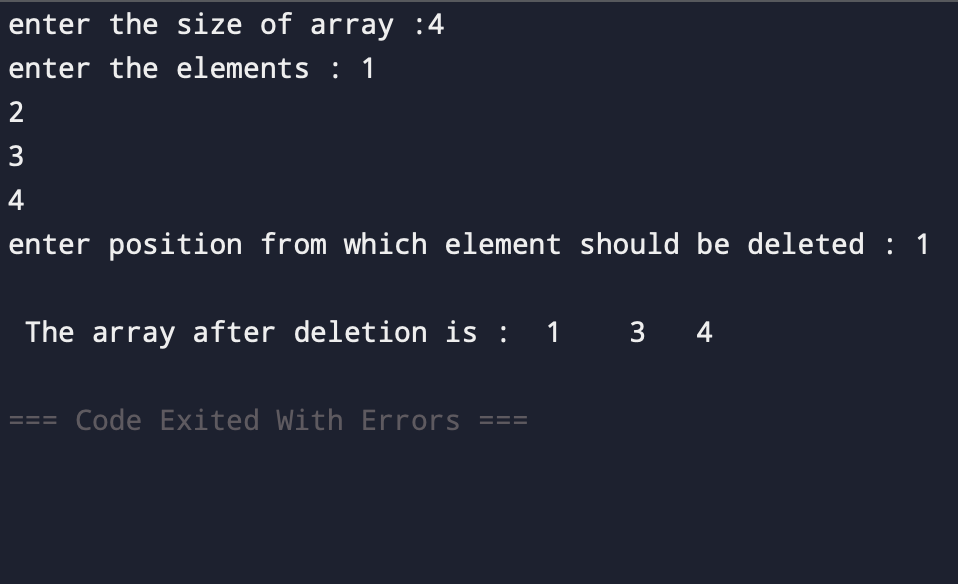 enter the size of array :4
enter the elements : 1
2
3
4
enter position from which element should be deleted : 1
The array after deletion is :  1    3   4
=== Code Exited With Errors ===